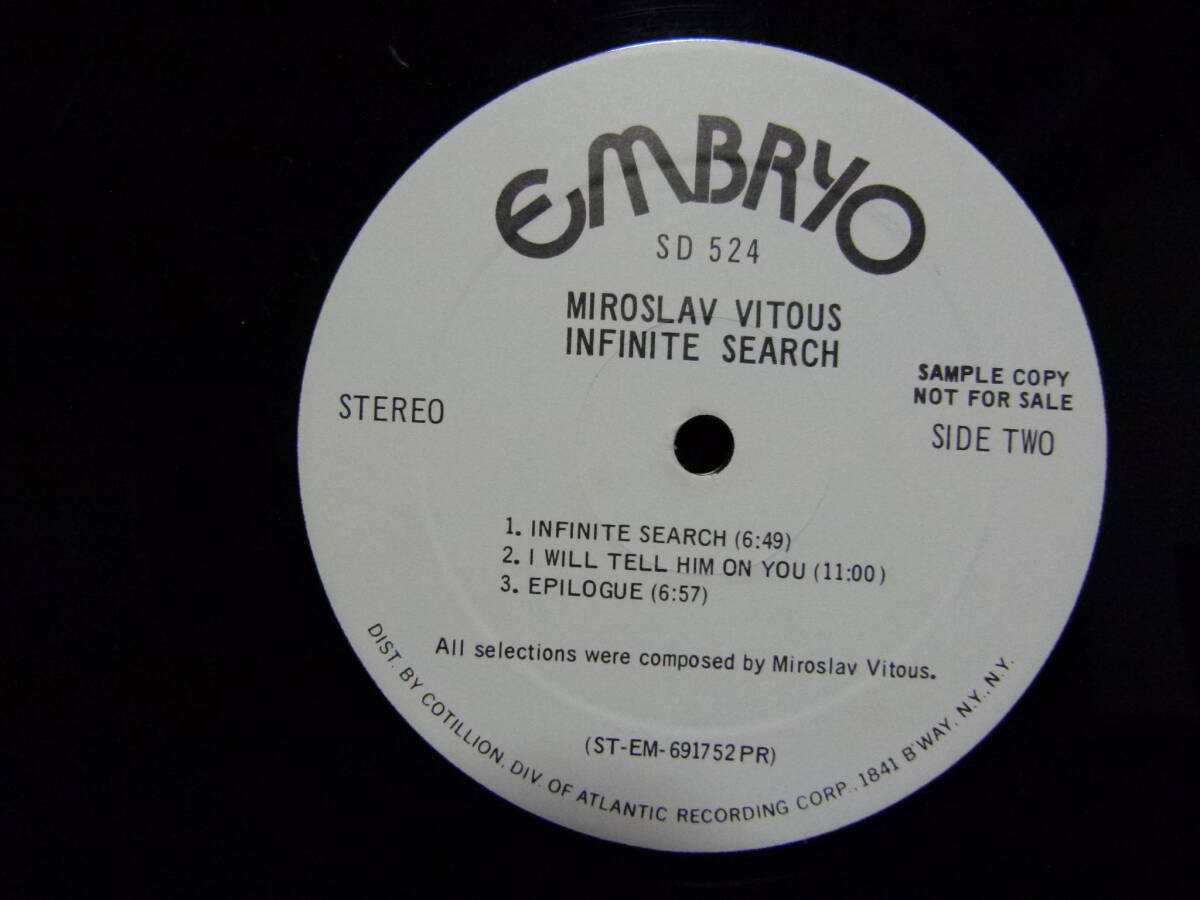 EMBRYO
SD 524
MIROSLAV VITOUS
INFINITE SEARCH
STEREO
SAMPLE COPY
NOT FOR SALE
SIDE TWO
1. INFINITE SEARCH (6:49)
2. I WILL TELL HIM ON YOU (11:00)
3. EPILOGUE (6:57)
All selections were composed by Miroslav Vitous.
(ST-EM-691752PR)
DIST. BY COTILLION, DIV. OF ATLANTIC RECORDING CORP., 1841 B'WAY, N.Y., N.Y.